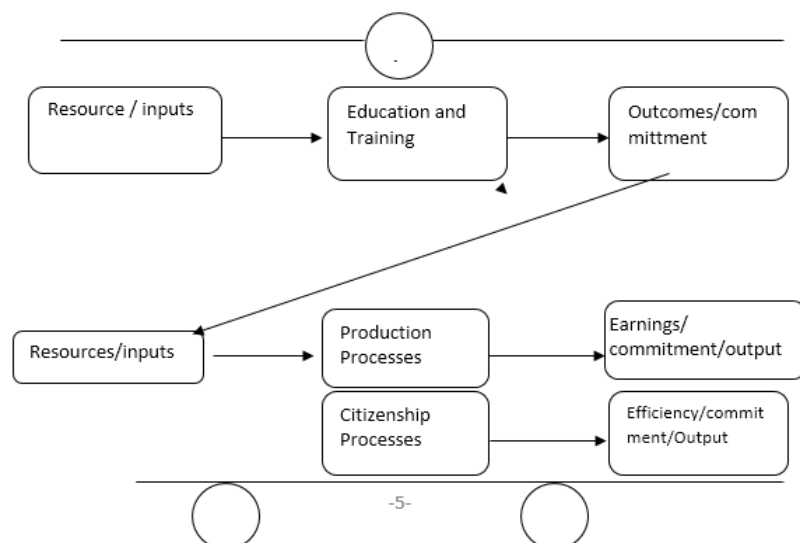 .
Resource / inputs
Education and
Training
Outcomes/com
mittment
Resources/inputs
Production
Processes
Earnings/
commitment/output
Citizenship
Processes
Efficiency/commit
ment/Output
-5-